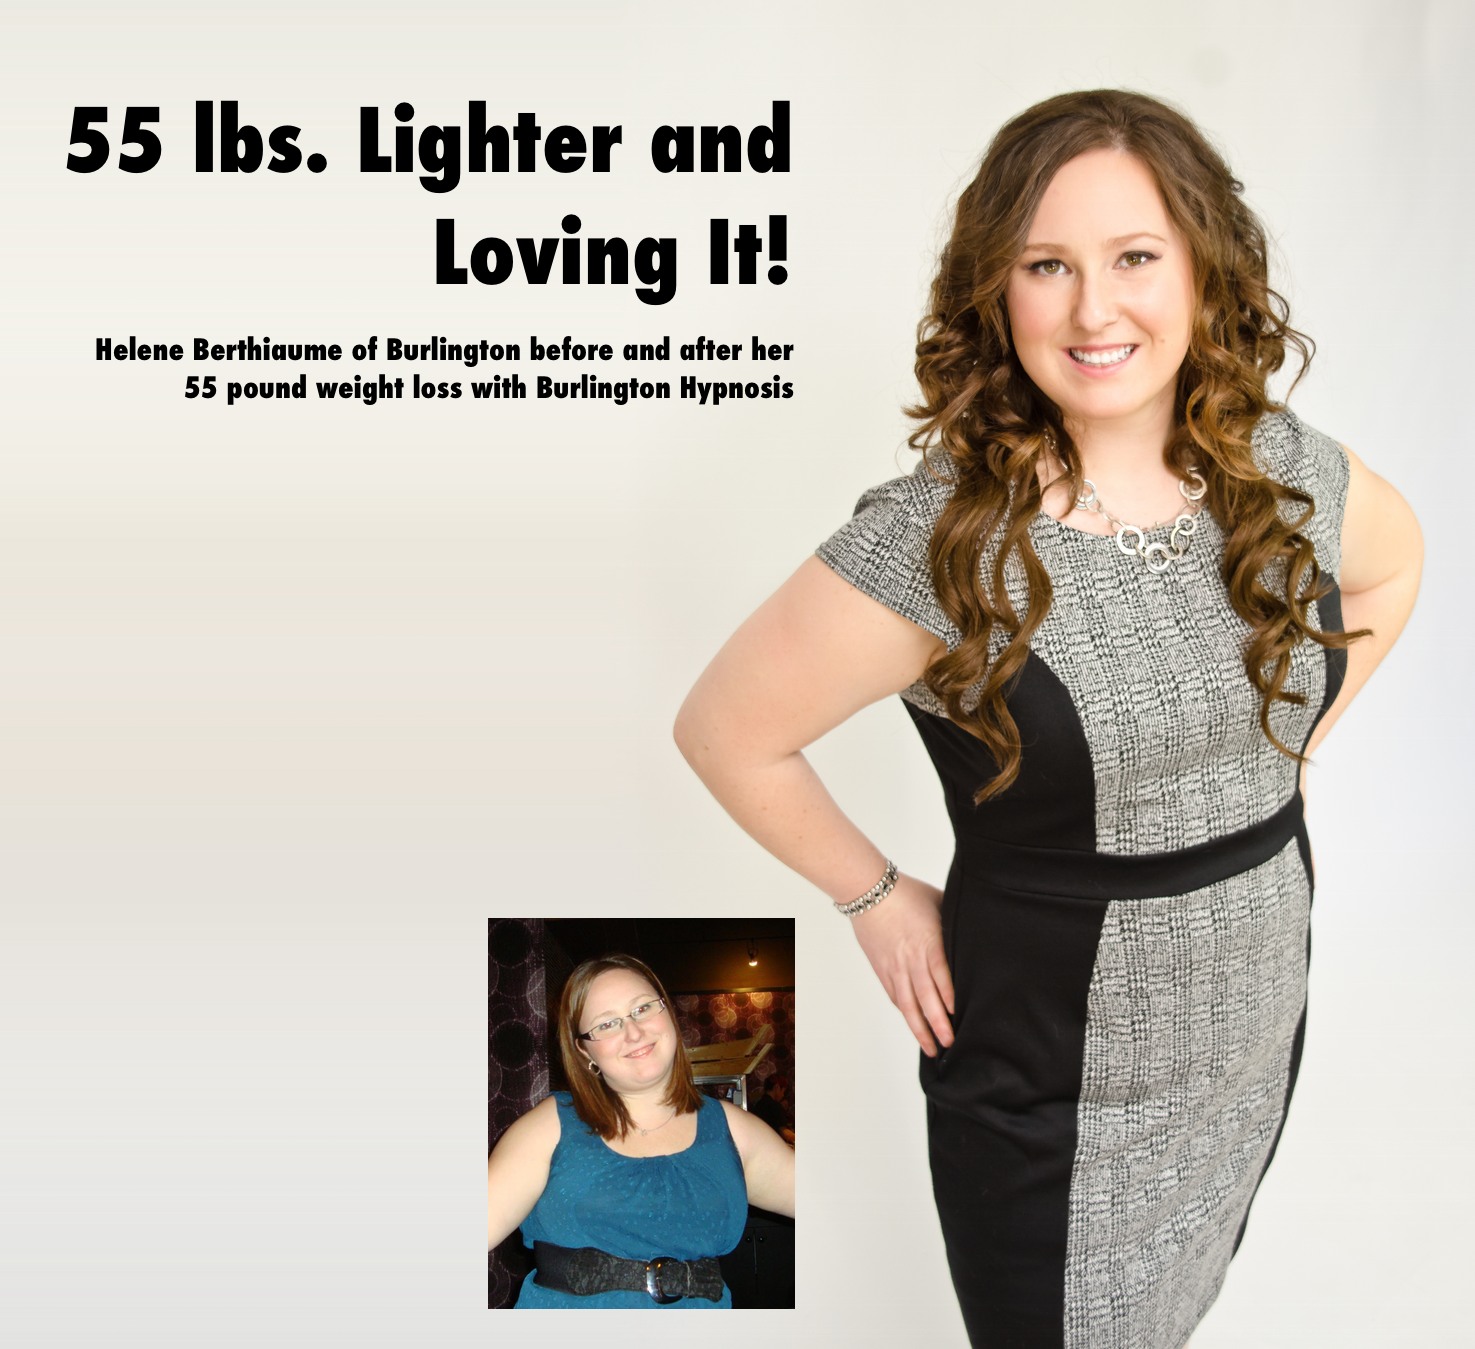 55 lbs. Lighter and
Loving It!
Helene Berthiaume of Burlington before and after her
55 pound weight loss with Burlington Hypnosis